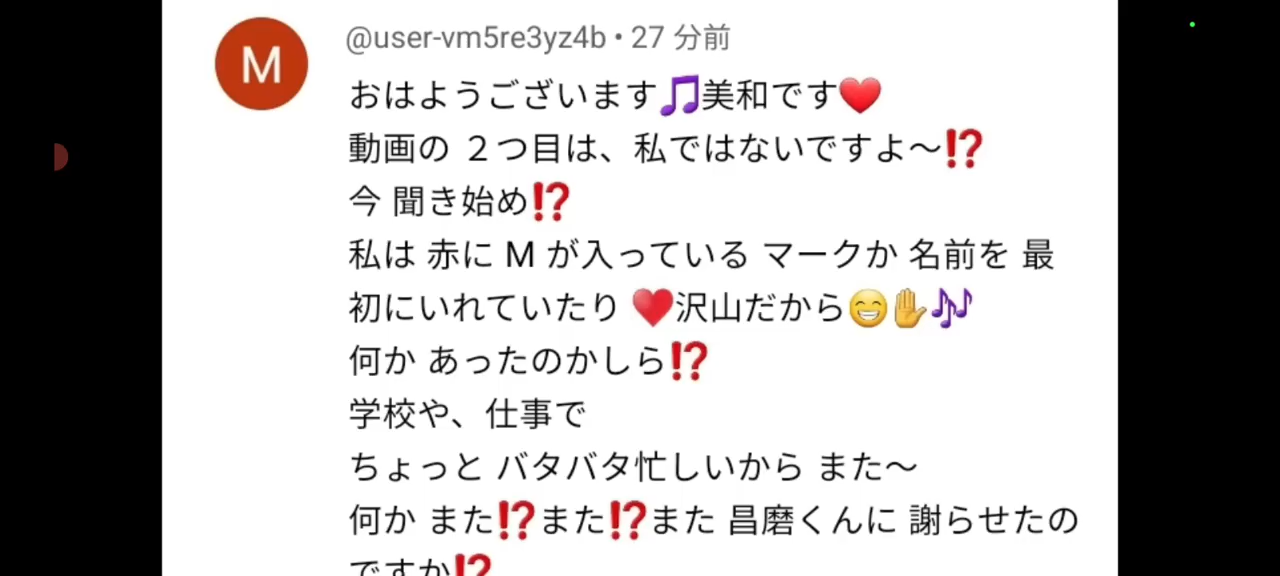 M
@user-vm5re3yz4b • 27 分前
おはようございます🎵美和です❤️
動画の ２つ目は、私ではないですよ〜⁉️
今 聞き始め⁉️
私は 赤に M が入っている マークか 名前を 最
初にいれていたり ♥️沢山だから😁✋🎶
何か あったのかしら⁉️
学校や、仕事で
ちょっと バタバタ忙しいから また〜
何か また⁉️また⁉️また 昌磨くんに 謝らせたの
ですか⁉️